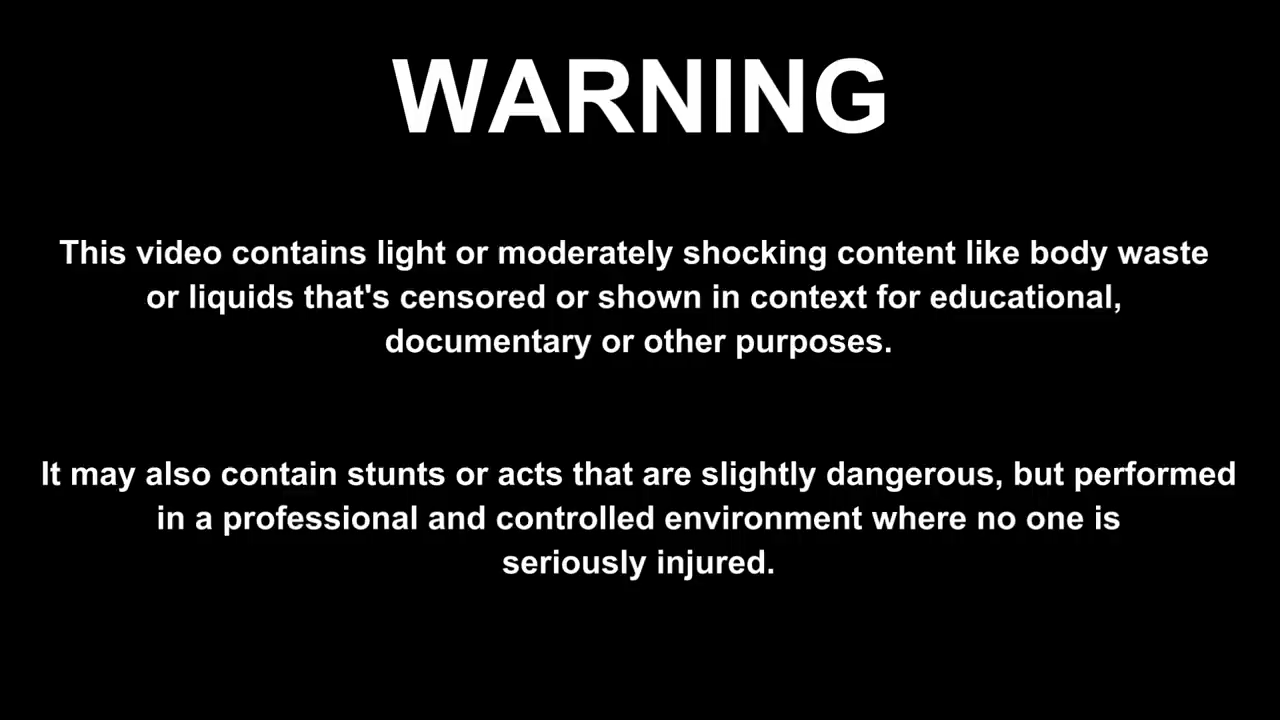 WARNING
This video contains light or moderately shocking content like body waste
or liquids that's censored or shown in context for educational,
documentary or other purposes.
It may also contain stunts or acts that are slightly dangerous, but performed
in a professional and controlled environment where no one is
seriously injured.